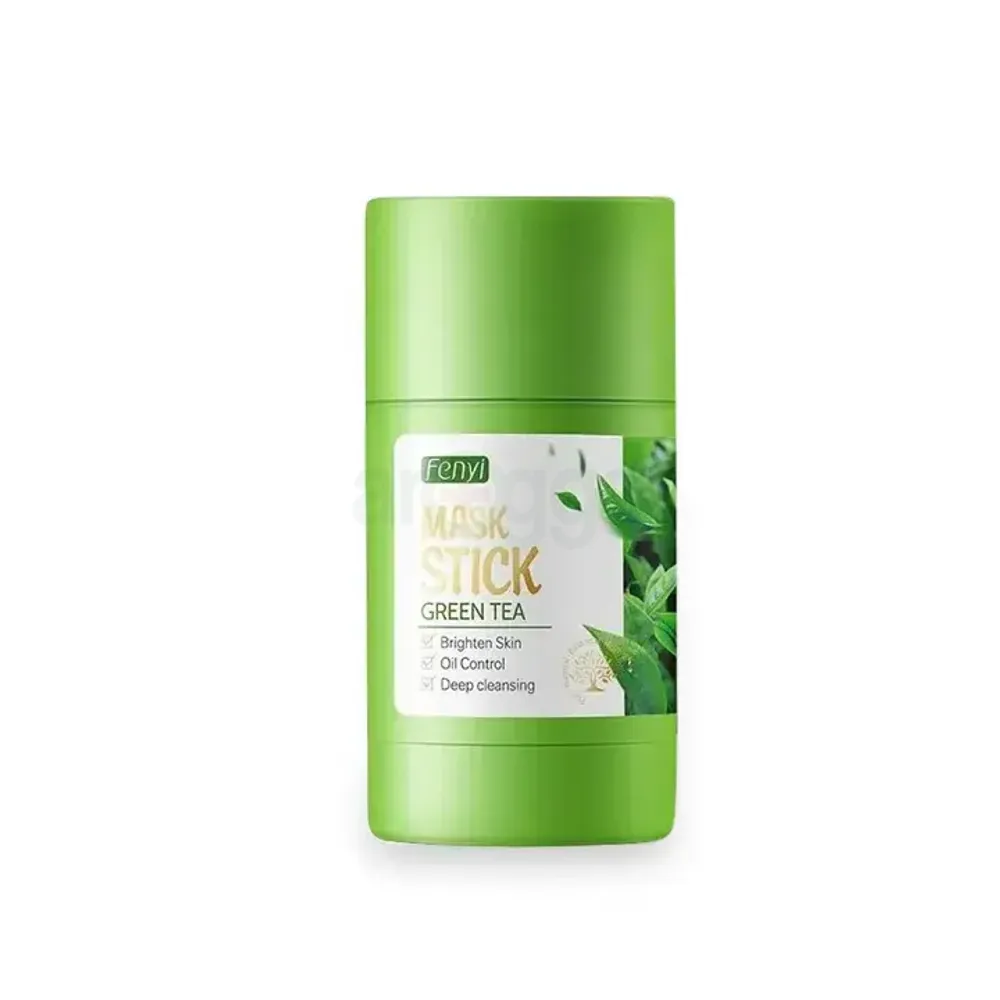 Fenyi
MASK
STICK
GREEN TEA
Brighten Skin
Oil Control
Deep cleansing